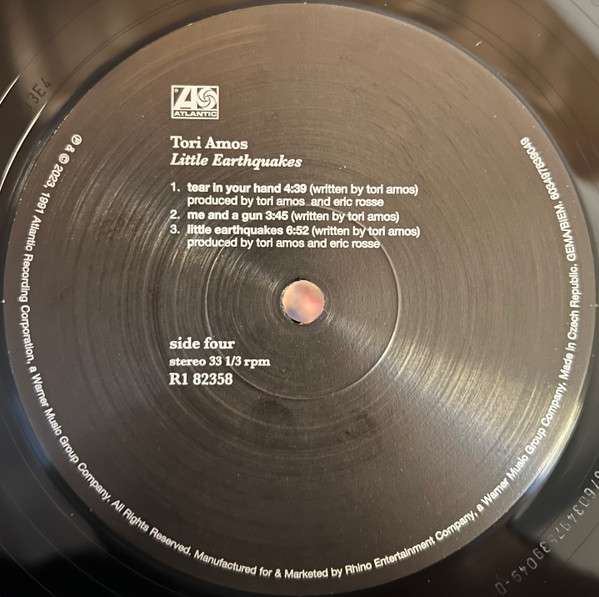 ATLANTIC
Tori Amos
Little Earthquakes
1. tear in your hand 4:39 (written by tori amos)
produced by tori amos and eric rosse
2. me and a gun 3:45 (written by tori amos)
3. little earthquakes 6:52 (written by tori amos)
produced by tori amos and eric rosse
side four
stereo 33 1/3 rpm
R1 82358
℗ & © 2023, 1991 Atlantic Recording Corporation, a Warner Music Group Company. All Rights Reserved. Manufactured for & Marketed by Rhino Entertainment Company, a Warner Music Group Company. Made in Czech Republic. GEMA/BIEM. 603497839049
3E4